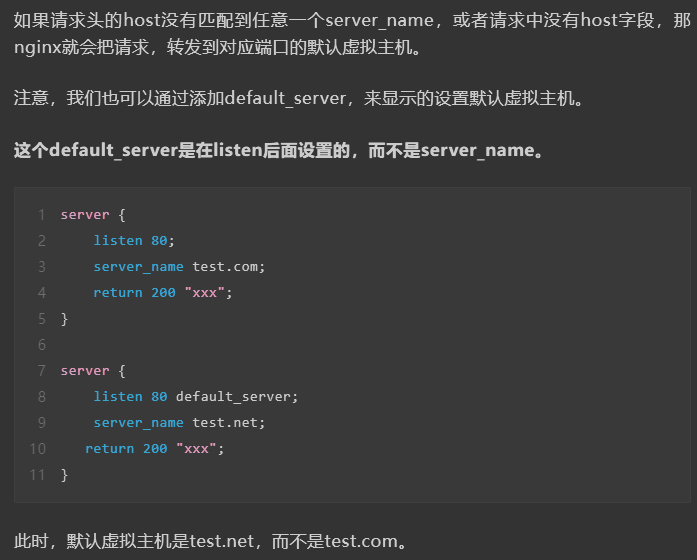 如果请求头的host没有匹配到任意一个server_name，或者请求中没有host字段，那
nginx就会把请求，转发到对应端口的默认虚拟主机。
注意，我们也可以通过添加default_server，来显示的设置默认虚拟主机。
这个default_server是在listen后面设置的，而不是server_name。
1 server {
2     listen 80;
3     server_name test.com;
4     return 200 "xxx";
5 }
6
7 server {
8     listen 80 default_server;
9     server_name test.net;
10    return 200 "xxx";
11 }
此时，默认虚拟主机是test.net，而不是test.com。